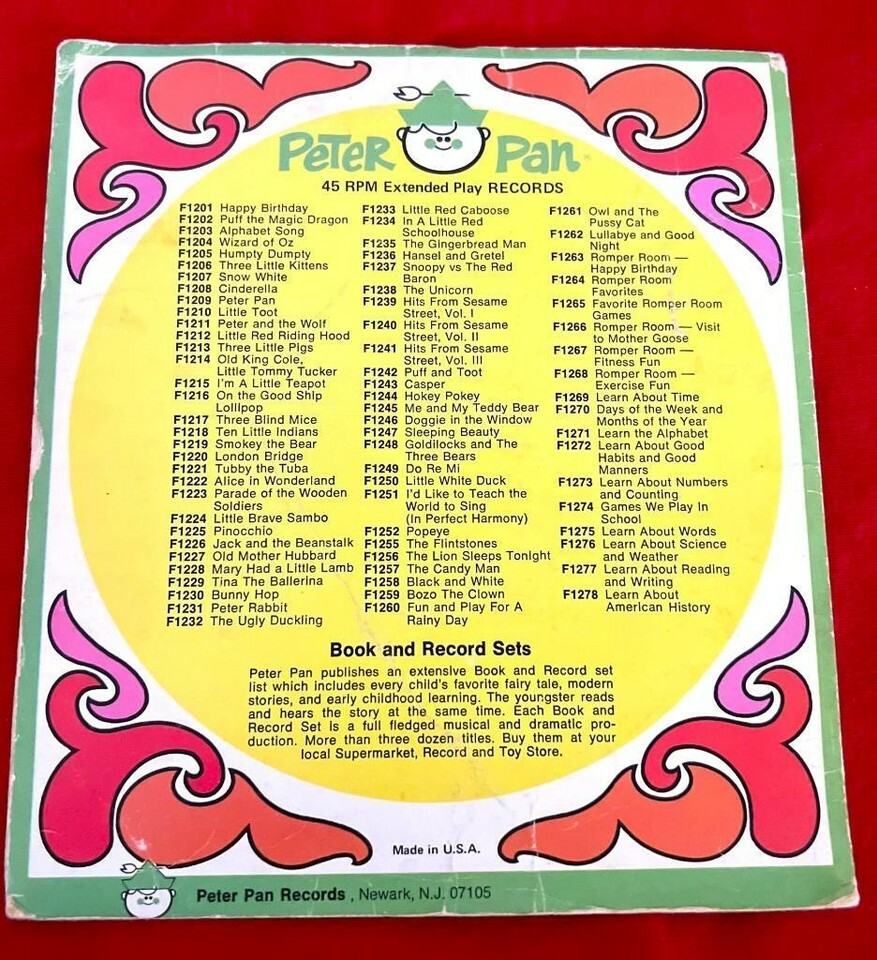 Peter Pan
45 RPM Extended Play RECORDS
F1201 Happy Birthday
F1202 Puff the Magic Dragon
F1203 Alphabet Song
F1204 Wizard of Oz
F1205 Humpty Dumpty
F1206 Three Little Kittens
F1207 Snow White
F1208 Cinderella
F1209 Peter Pan
F1210 Little Toot
F1211 Peter and the Wolf
F1212 Little Red Riding Hood
F1213 Three Little Pigs
F1214 Old King Cole,
Little Tommy Tucker
F1215 I'm A Little Teapot
F1216 On the Good Ship
Lollipop
F1217 Three Blind Mice
F1218 Ten Little Indians
F1219 Smokey the Bear
F1220 London Bridge
F1221 Tubby the Tuba
F1222 Alice in Wonderland
F1223 Parade of the Wooden
Soldiers
F1224 Little Brave Sambo
F1225 Pinocchio
F1226 Jack and the Beanstalk
F1227 Old Mother Hubbard
F1228 Mary Had a Little Lamb
F1229 Tina The Ballerina
F1230 Bunny Hop
F1231 Peter Rabbit
F1232 The Ugly Duckling
F1233 Little Red Caboose
F1234 In A Little Red
Schoolhouse
F1235 The Gingerbread Man
F1236 Hansel and Gretel
F1237 Snoopy vs The Red
Baron
F1238 The Unicorn
F1239 Hits From Sesame
Street, Vol. I
F1240 Hits From Sesame
Street, Vol. II
F1241 Hits From Sesame
Street, Vol. III
F1242 Puff and Toot
F1243 Casper
F1244 Hokey Pokey
F1245 Me and My Teddy Bear
F1246 Doggie in the Window
F1247 Sleeping Beauty
F1248 Goldilocks and The
Three Bears
F1249 Do Re Mi
F1250 Little White Duck
F1251 I'd Like to Teach the
World to Sing
(In Perfect Harmony)
F1252 Popeye
F1255 The Flintstones
F1256 The Lion Sleeps Tonight
F1257 The Candy Man
F1258 Black and White
F1259 Bozo The Clown
F1260 Fun and Play For A
Rainy Day
F1261 Owl and The
Pussy Cat
F1262 Lullabye and Good
Night
F1263 Romper Room —
Happy Birthday
F1264 Romper Room
Favorites
F1265 Favorite Romper Room
Games
F1266 Romper Room — Visit
to Mother Goose
F1267 Romper Room —
Fitness Fun
F1268 Romper Room —
Exercise Fun
F1269 Learn About Time
F1270 Days of the Week and
Months of the Year
F1271 Learn the Alphabet
F1272 Learn About Good
Habits and Good
Manners
F1273 Learn About Numbers
and Counting
F1274 Games We Play In
School
F1275 Learn About Words
F1276 Learn About Science
and Weather
F1277 Learn About Reading
and Writing
F1278 Learn About
American History
Book and Record Sets
Peter Pan publishes an extensive Book and Record set
list which includes every child's favorite fairy tale, modern
stories, and early childhood learning. The youngster reads
and hears the story at the same time. Each Book and
Record Set is a full fledged musical and dramatic pro-
duction. More than three dozen titles. Buy them at your
local Supermarket, Record and Toy Store.
Made in U.S.A.
Peter Pan Records , Newark, N.J. 07105